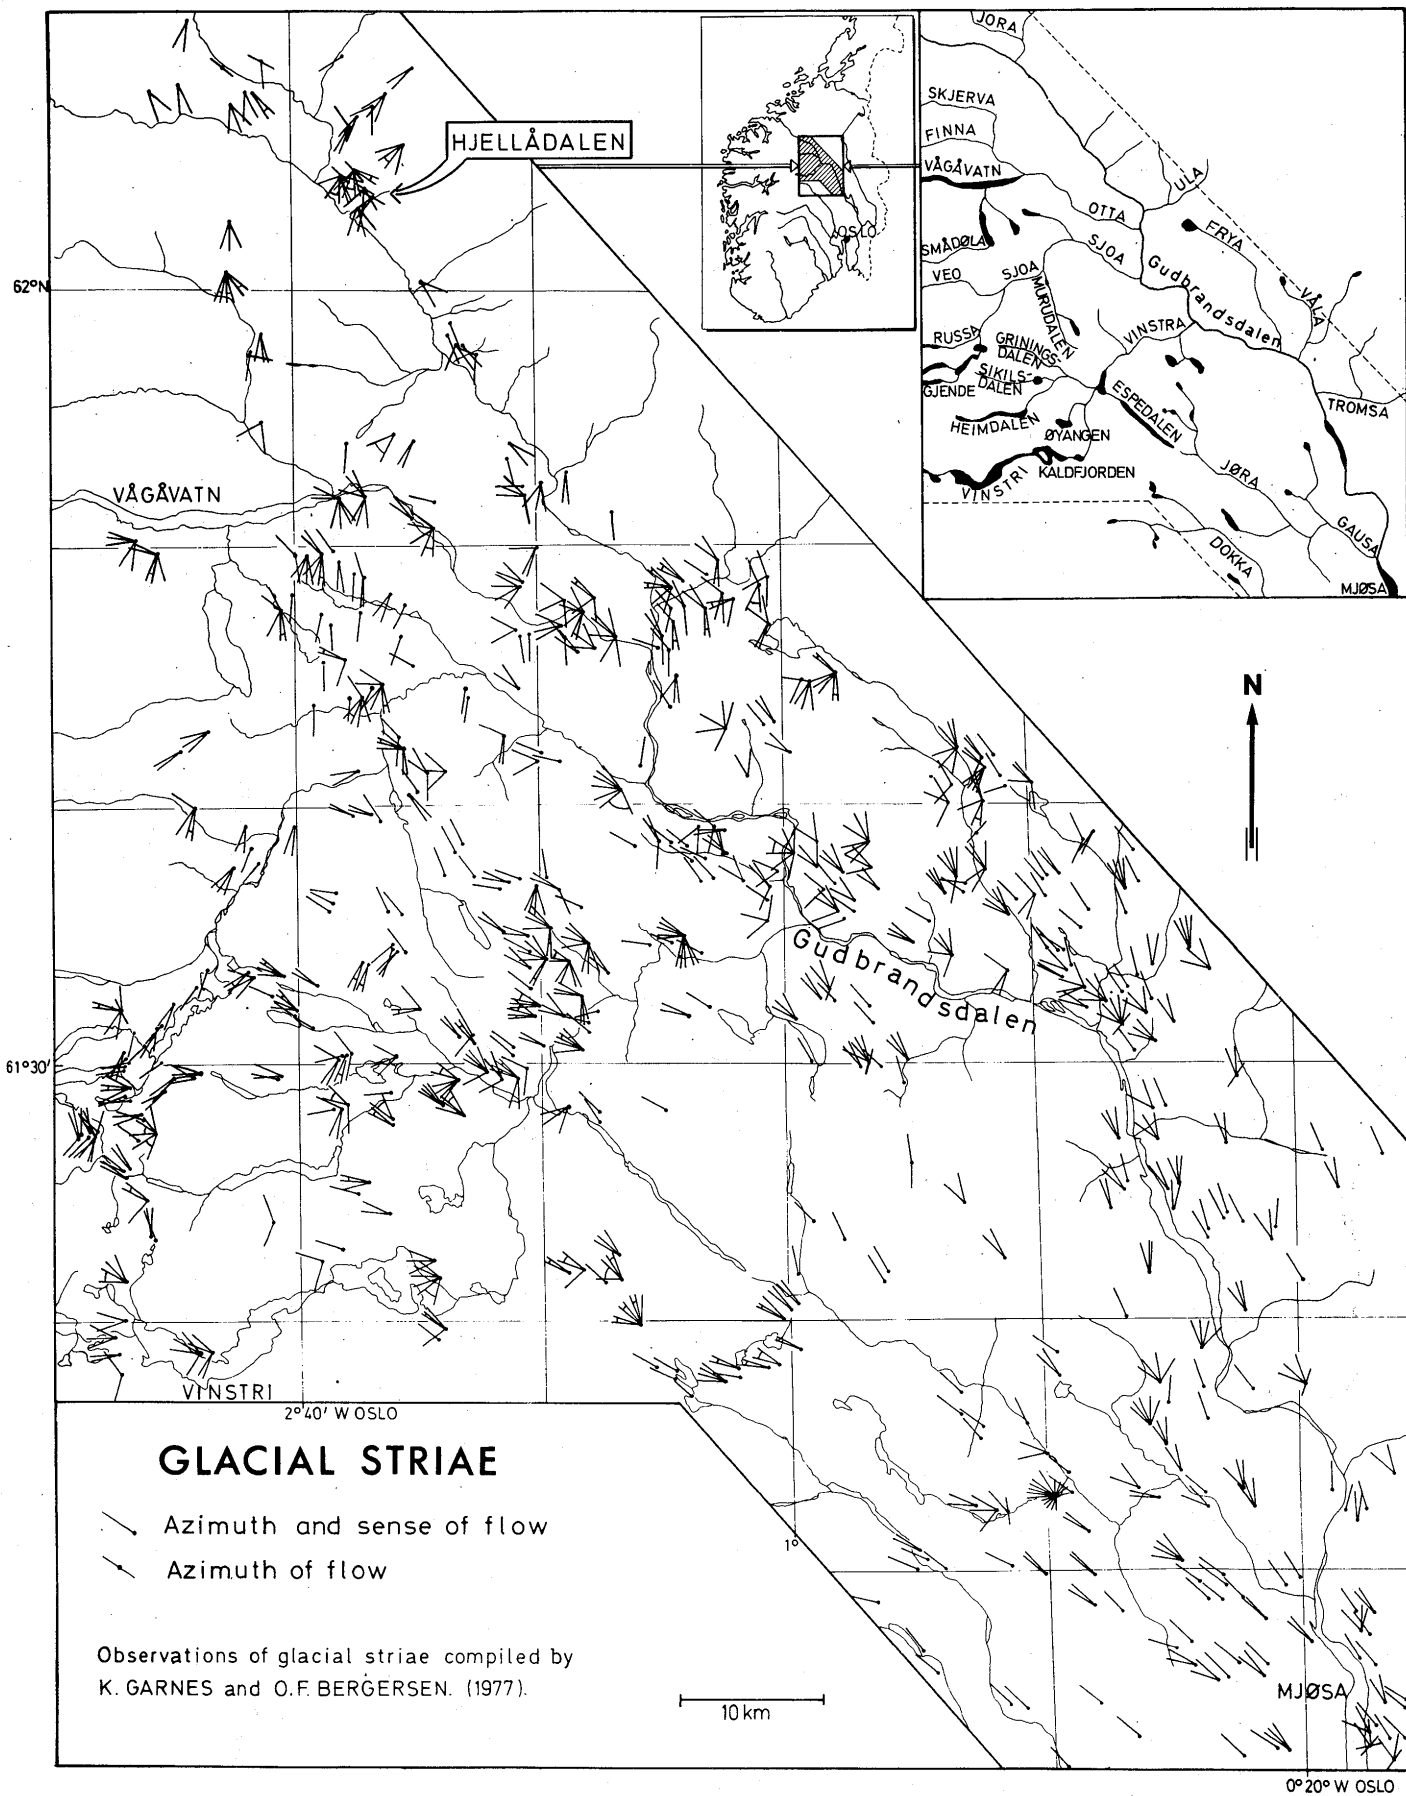 HJELLÅDALEN
OSLO
JORA
SKJERVA
FINNA
VÅGÅVATN
ULA
OTTA
FRYA
SMÅDØLA
SJOA
VEO
SJOA
Gudbrandsdalen
VÅLA
MURUDALEN
VINSTRA
RUSSA
GRININGS-
DALEN
SIKILS-
DALEN
GJENDE
ESPEDALEN
TROMSA
HEIMDALEN
ØYANGEN
KALDFJORDEN
VINSTRI
JØRA
GAUSA
DOKKA
MJØSA
62°N
VÅGÅVATN
N
Gudbrandsdalen
61°30'
VINSTRI
2°40' W OSLO
GLACIAL STRIAE
Azimuth and sense of flow
Azimuth of flow
1°
Observations of glacial striae compiled by
K. GARNES and O.F. BERGERSEN. (1977).
10 km
MJØSA
0°20° W OSLO